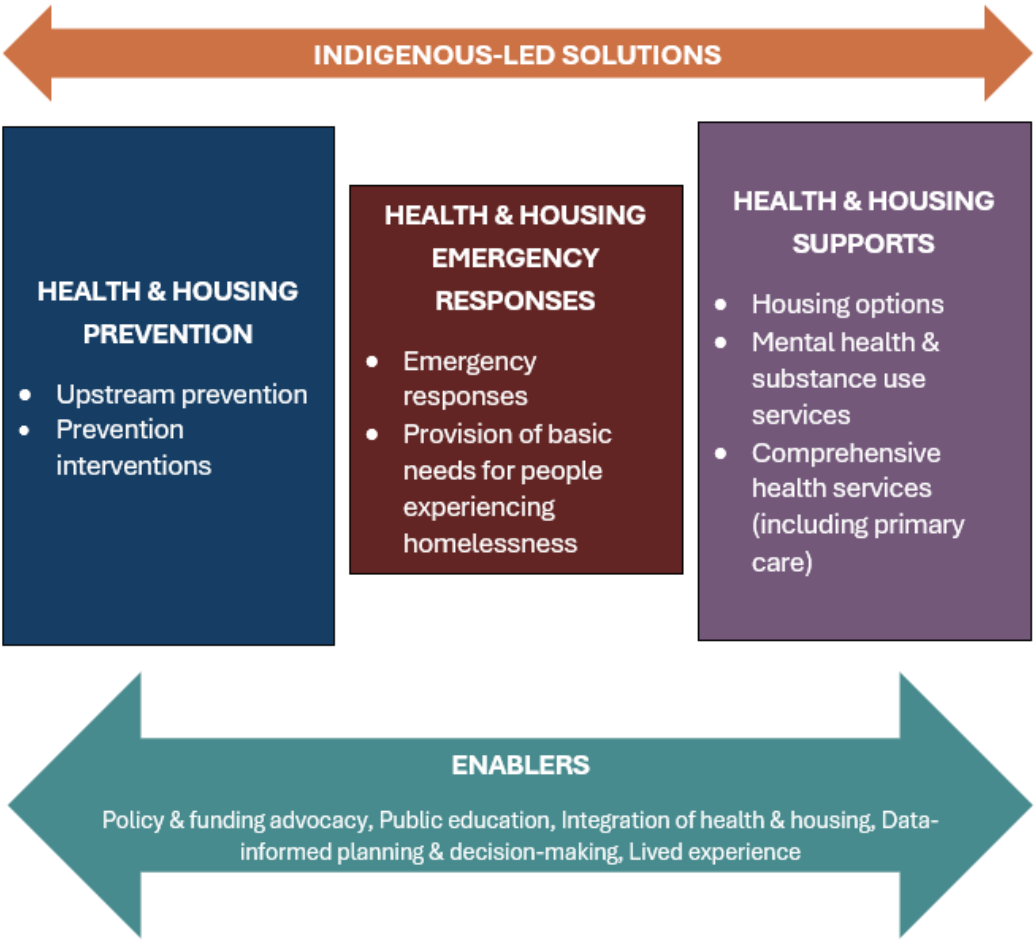 INDIGENOUS-LED SOLUTIONS
HEALTH & HOUSING
PREVENTION
• Upstream prevention
• Prevention
interventions
HEALTH & HOUSING
EMERGENCY
RESPONSES
• Emergency
responses
• Provision of basic
needs for people
experiencing
homelessness
HEALTH & HOUSING
SUPPORTS
• Housing options
• Mental health &
substance use
services
• Comprehensive
health services
(including primary
care)
ENABLERS
Policy & funding advocacy, Public education, Integration of health & housing, Data-
informed planning & decision-making, Lived experience